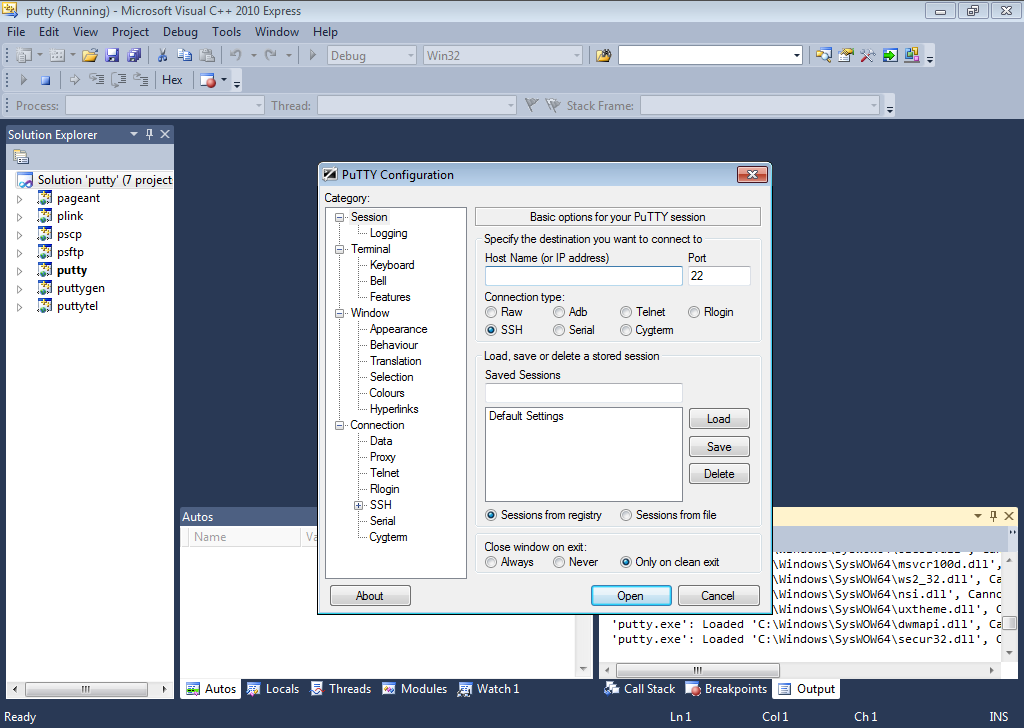 putty (Running) - Microsoft Visual C++ 2010 Express
File Edit View Project Debug Tools Window Help
Debug Win32
Hex
Process: Thread: Stack Frame:
Solution Explorer
Solution 'putty' (7 project
pageant
plink
pscp
psftp
putty
puttygen
puttytel
PuTTY Configuration
Category:
Session
Logging
Terminal
Keyboard
Bell
Features
Window
Appearance
Behaviour
Translation
Selection
Colours
Hyperlinks
Connection
Data
Proxy
Telnet
Rlogin
SSH
Serial
Cygterm
Basic options for your PuTTY session
Specify the destination you want to connect to
Host Name (or IP address) Port
22
Connection type:
Raw Adb Telnet Rlogin
SSH Serial Cygterm
Load, save or delete a stored session
Saved Sessions
Default Settings
Load
Save
Delete
Sessions from registry Sessions from file
Close window on exit:
Always Never Only on clean exit
About Open Cancel
Autos
Name Va
\Windows\SysWOW64\msvcr100d.dll',
\Windows\SysWOW64\ws2_32.dll', Ca
\Windows\SysWOW64\nsi.dll', Canno
\Windows\SysWOW64\uxtheme.dll', C
'putty.exe': Loaded 'C:\Windows\SysWOW64\dwmapi.dll', Ca
'putty.exe': Loaded 'C:\Windows\SysWOW64\secur32.dll', C
Autos Locals Threads Modules Watch 1
Call Stack Breakpoints Output
Ready Ln 1 Col 1 Ch 1 INS